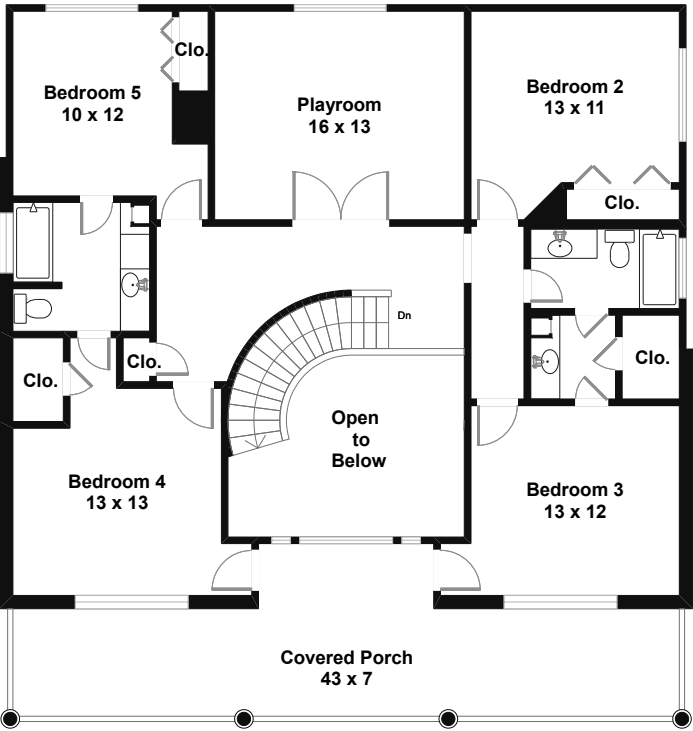 Clo.
Bedroom 5
10 x 12
Playroom
16 x 13
Bedroom 2
13 x 11
Clo.
Dn
Clo.
Clo.
Clo.
Open
to
Below
Bedroom 4
13 x 13
Bedroom 3
13 x 12
Covered Porch
43 x 7